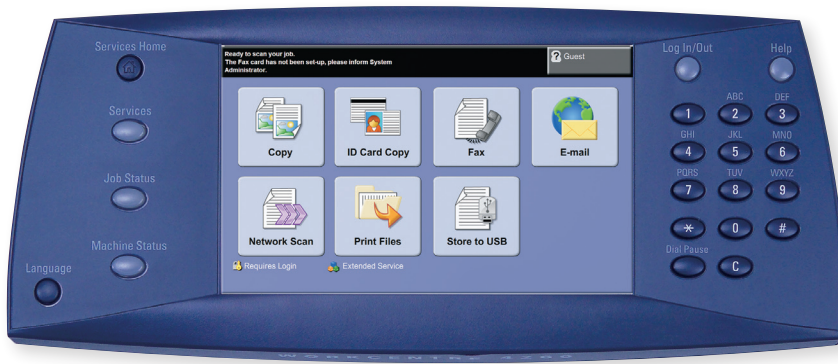 Services Home
Services
Job Status
Machine Status
Language
Ready to scan your job.
The Fax card has not been set-up, please inform System
Administrator.
Guest
Copy
ID Card Copy
Fax
E-mail
Network Scan
Print Files
Store to USB
Requires Login
Extended Service
Log In/Out
Help
ABC
DEF
1
2
3
GHI
JKL
MNO
4
5
6
PQRS
TUV
WXYZ
7
8
9
*
0
#
Dial Pause
C
WORKCENTRE 4260